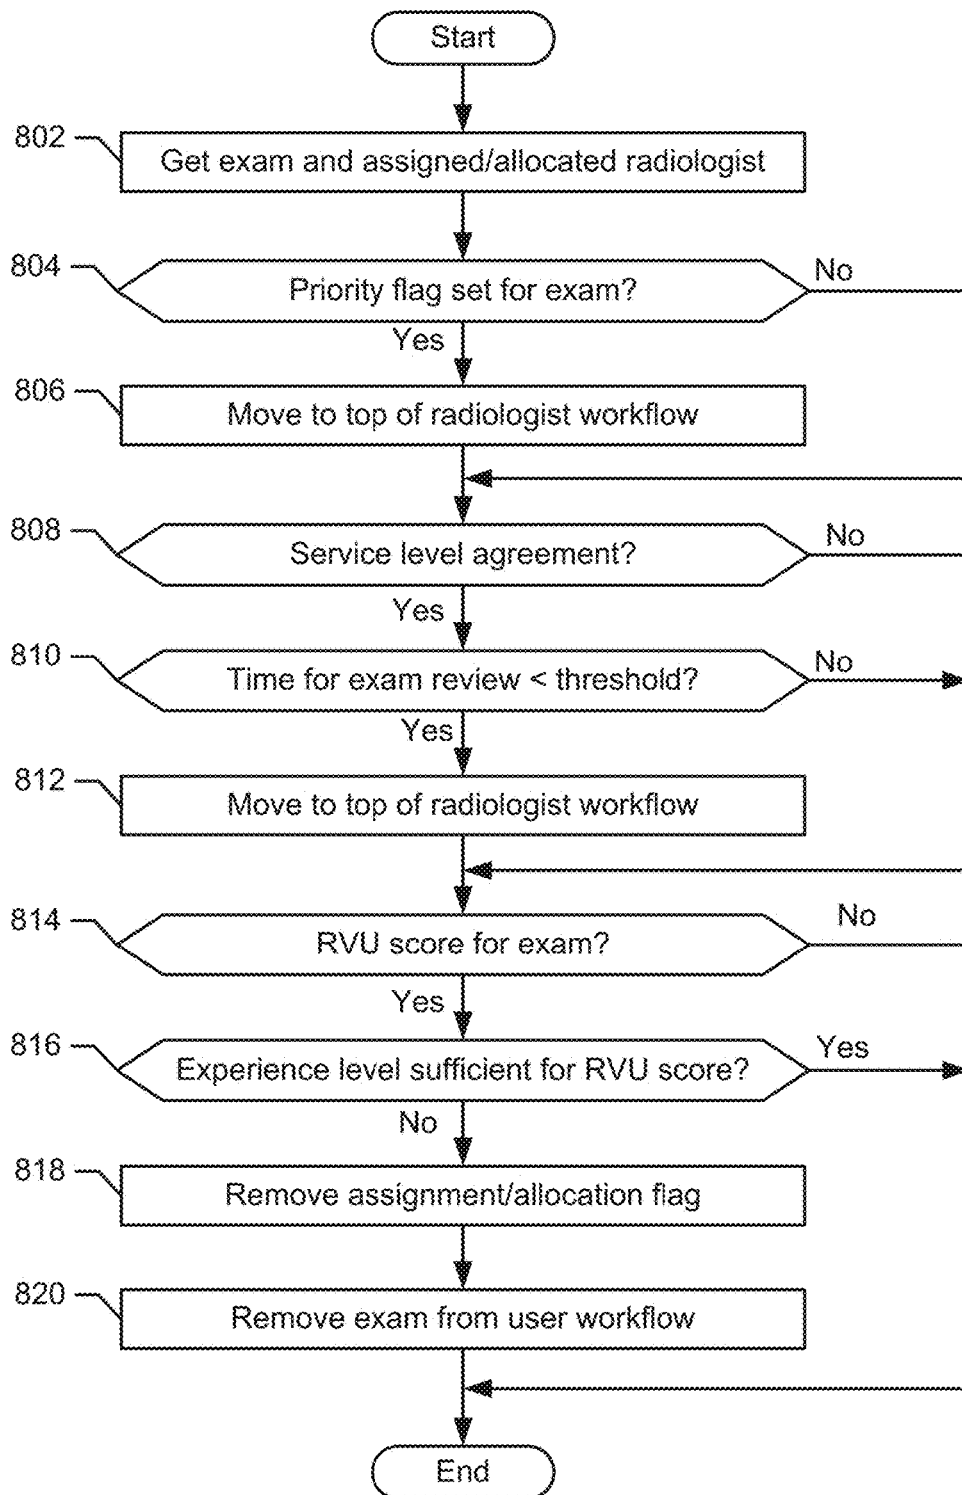 Start
802
Get exam and assigned/allocated radiologist
804
Priority flag set for exam?
No
Yes
806
Move to top of radiologist workflow
808
Service level agreement?
No
Yes
810
Time for exam review < threshold?
No
Yes
812
Move to top of radiologist workflow
814
RVU score for exam?
No
Yes
816
Experience level sufficient for RVU score?
Yes
No
818
Remove assignment/allocation flag
820
Remove exam from user workflow
End